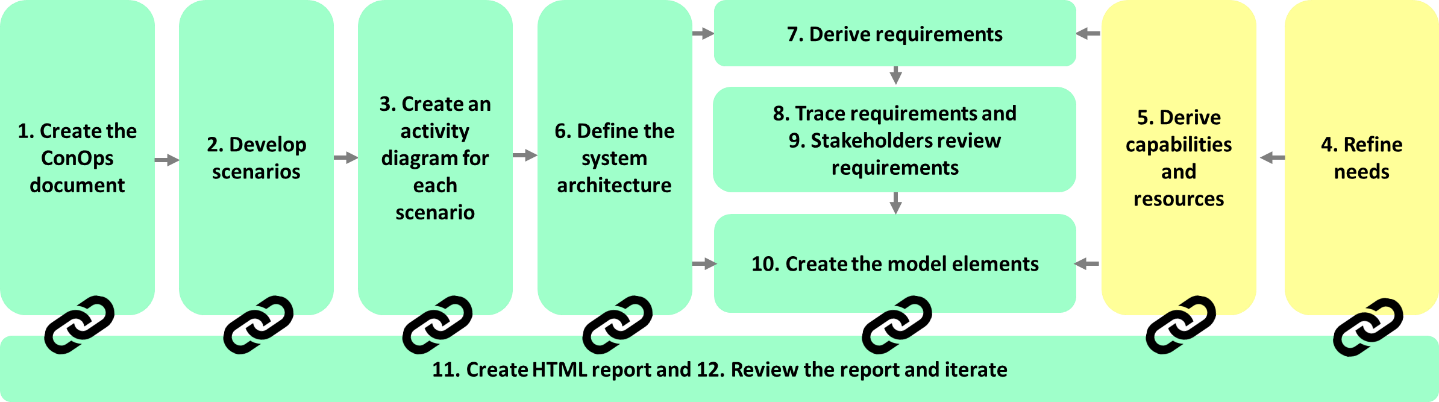 1. Create the
ConOps
document
2. Develop
scenarios
3. Create an
activity
diagram for
each
scenario
6. Define the
system
architecture
7. Derive requirements
8. Trace requirements and
9. Stakeholders review
requirements
10. Create the model elements
5. Derive
capabilities
and
resources
4. Refine
needs
11. Create HTML report and 12. Review the report and iterate